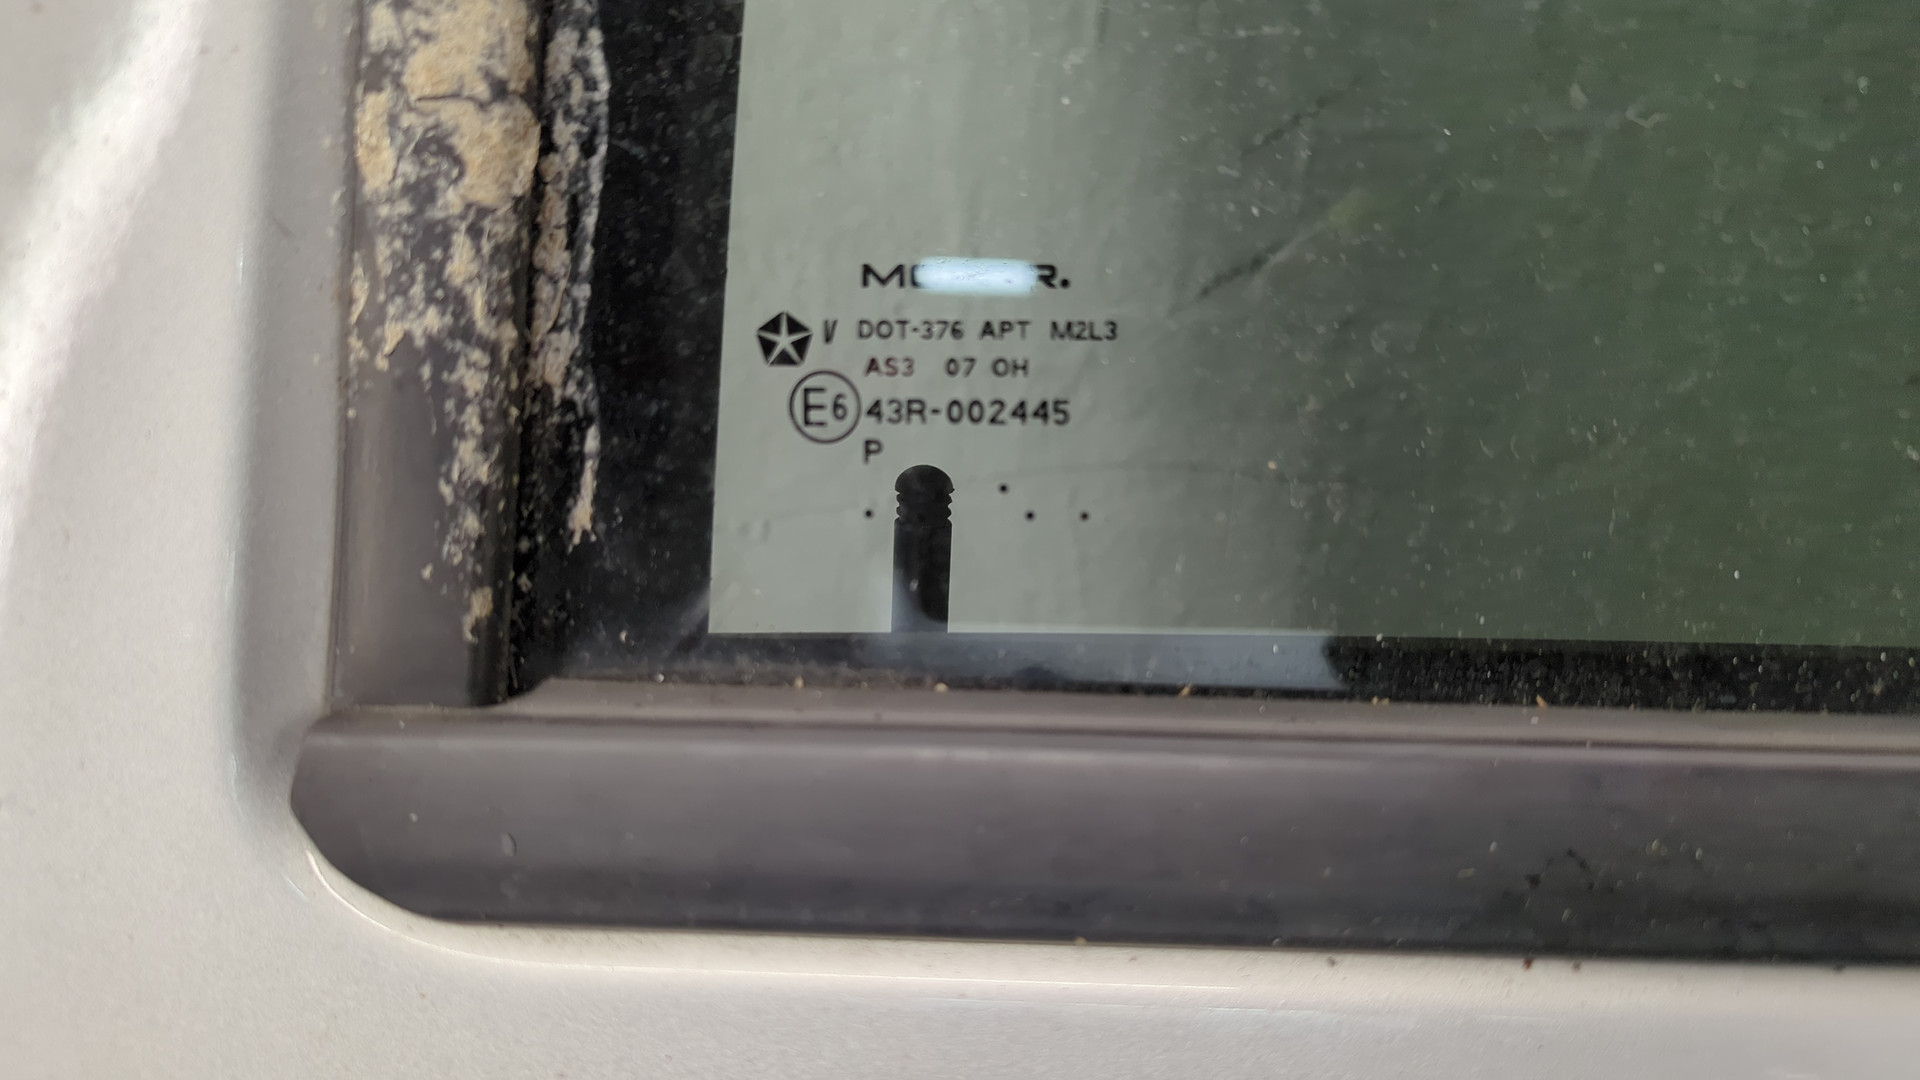 V DOT-376 APT M2L3
AS3 07 OH
E6 43R-002445
P